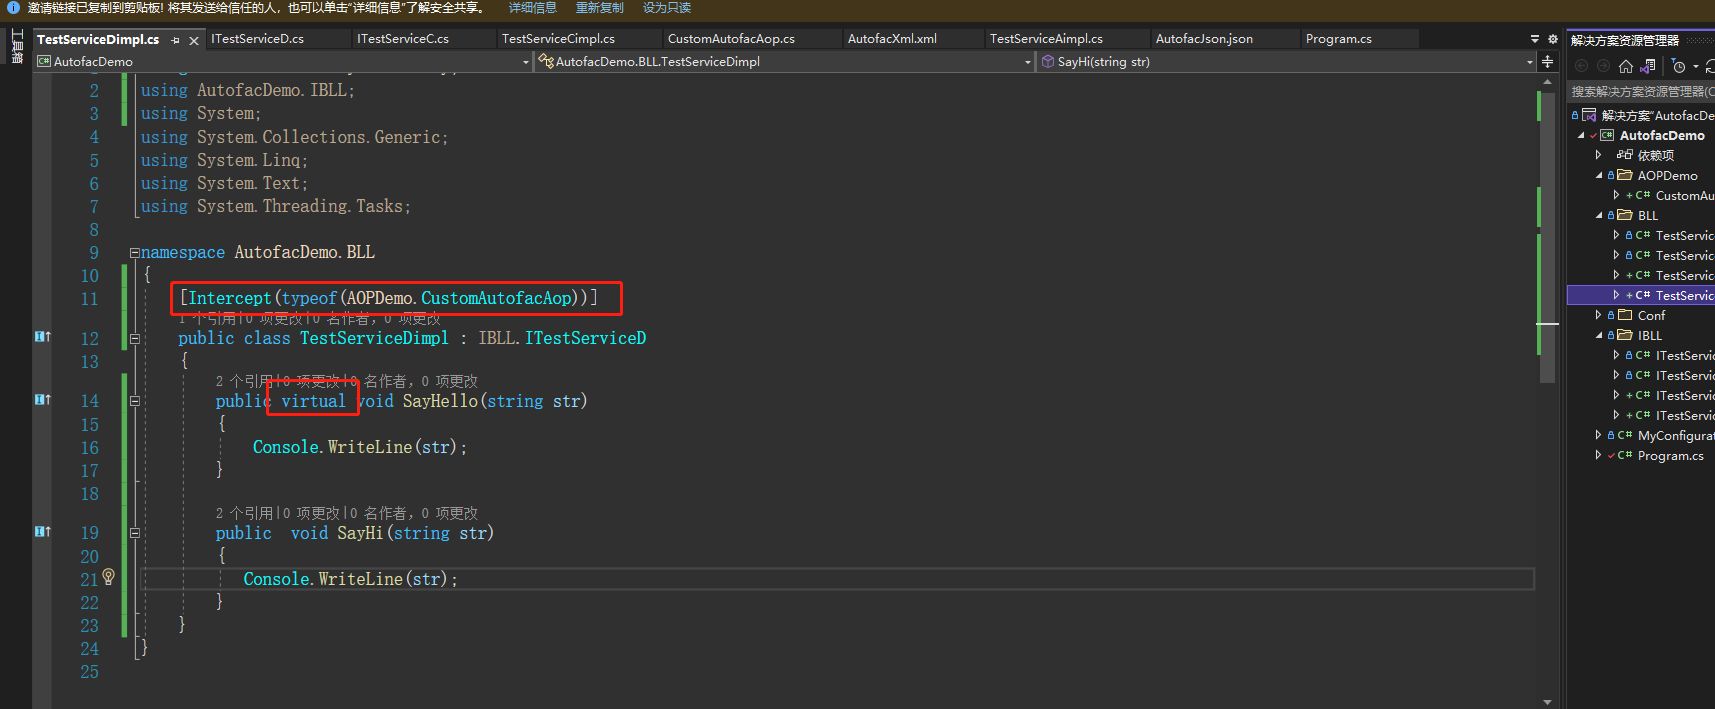 邀请链接已复制到剪贴板! 将其发送给信任的人，也可以单击“详细信息”了解安全共享。 详细信息 重新复制 设为只读
工具箱
TestServiceDimpl.cs ITestServiceD.cs ITestServiceC.cs TestServiceCimpl.cs CustomAutofacAop.cs AutofacXml.xml TestServiceAimpl.cs AutofacJson.json Program.cs
AutofacDemo AutofacDemo.BLL.TestServiceDimpl SayHi(string str)
2 using AutofacDemo.IBLL;
3 using System;
4 using System.Collections.Generic;
5 using System.Linq;
6 using System.Text;
7 using System.Threading.Tasks;
8
9 namespace AutofacDemo.BLL
10 {
11 [Intercept(typeof(AOPDemo.CustomAutofacAop))]
1 个引用|0 项更改|0 名作者, 0 项更改
12 public class TestServiceDimpl : IBLL.ITestServiceD
13 {
2 个引用|0 项更改|0 名作者, 0 项更改
14 public virtual void SayHello(string str)
15 {
16 Console.WriteLine(str);
17 }
18
2 个引用|0 项更改|0 名作者, 0 项更改
19 public  void SayHi(string str)
20 {
21 Console.WriteLine(str);
22 }
23 }
24 }
25
解决方案资源管理器
搜索解决方案资源管理器(C
解决方案"AutofacDe
C# AutofacDemo
依赖项
AOPDemo
C# CustomAu
BLL
C# TestServic
C# TestServic
C# TestServic
C# TestServic
Conf
IBLL
C# ITestServic
C# ITestServic
C# ITestServic
C# ITestServic
C# MyConfigurat
C# Program.cs